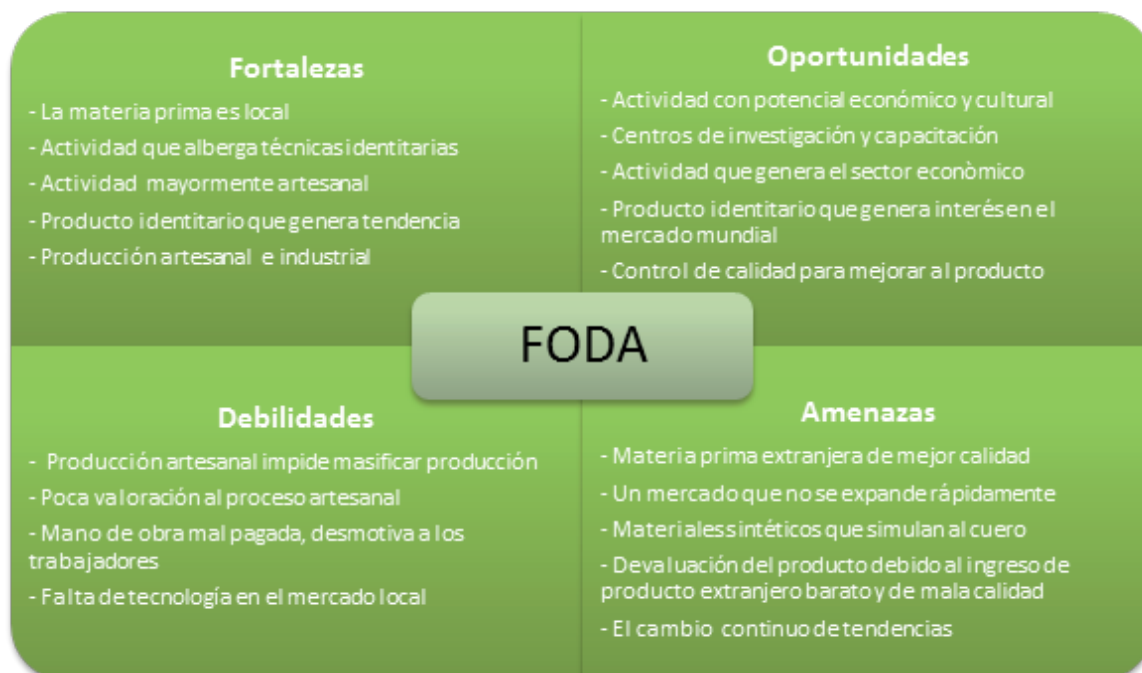 Fortalezas
- La materia prima es local
- Actividad que alberga técnicas identitarias
- Actividad mayormente artesanal
- Producto identitario que genera tendencia
- Producción artesanal e industrial
Oportunidades
- Actividad con potencial económico y cultural
- Centros de investigación y capacitación
- Actividad que genera el sector econòmico
- Producto identitario que genera interés en el
mercado mundial
- Control de calidad para mejorar al producto
FODA
Debilidades
- Producción artesanal impide masificar producción
- Poca valoración al proceso artesanal
- Mano de obra mal pagada, desmotiva a los
trabajadores
- Falta de tecnología en el mercado local
Amenazas
- Materia prima extranjera de mejor calidad
- Un mercado que no se expande rápidamente
- Materiales sintéticos que simulan al cuero
- Devaluación del producto debido al ingreso de
producto extranjero barato y de mala calidad
- El cambio continuo de tendencias